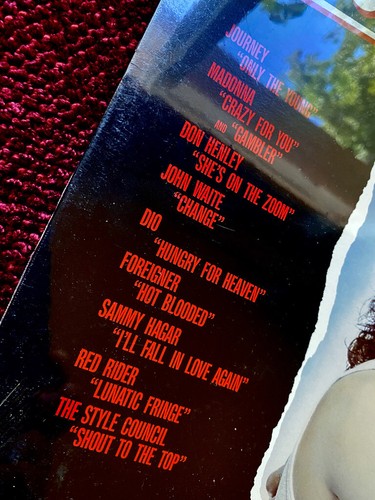 JOURNEY
"ONLY THE YOUNG"
MADONNA
"CRAZY FOR YOU"
AND "GAMBLER"
DON HENLEY
"SHE'S ON THE ZOOM"
JOHN WAITE
"CHANGE"
DIO
"HUNGRY FOR HEAVEN"
FOREIGNER
"HOT BLOODED"
SAMMY HAGAR
"I'LL FALL IN LOVE AGAIN"
RED RIDER
"LUNATIC FRINGE"
THE STYLE COUNCIL
"SHOUT TO THE TOP"